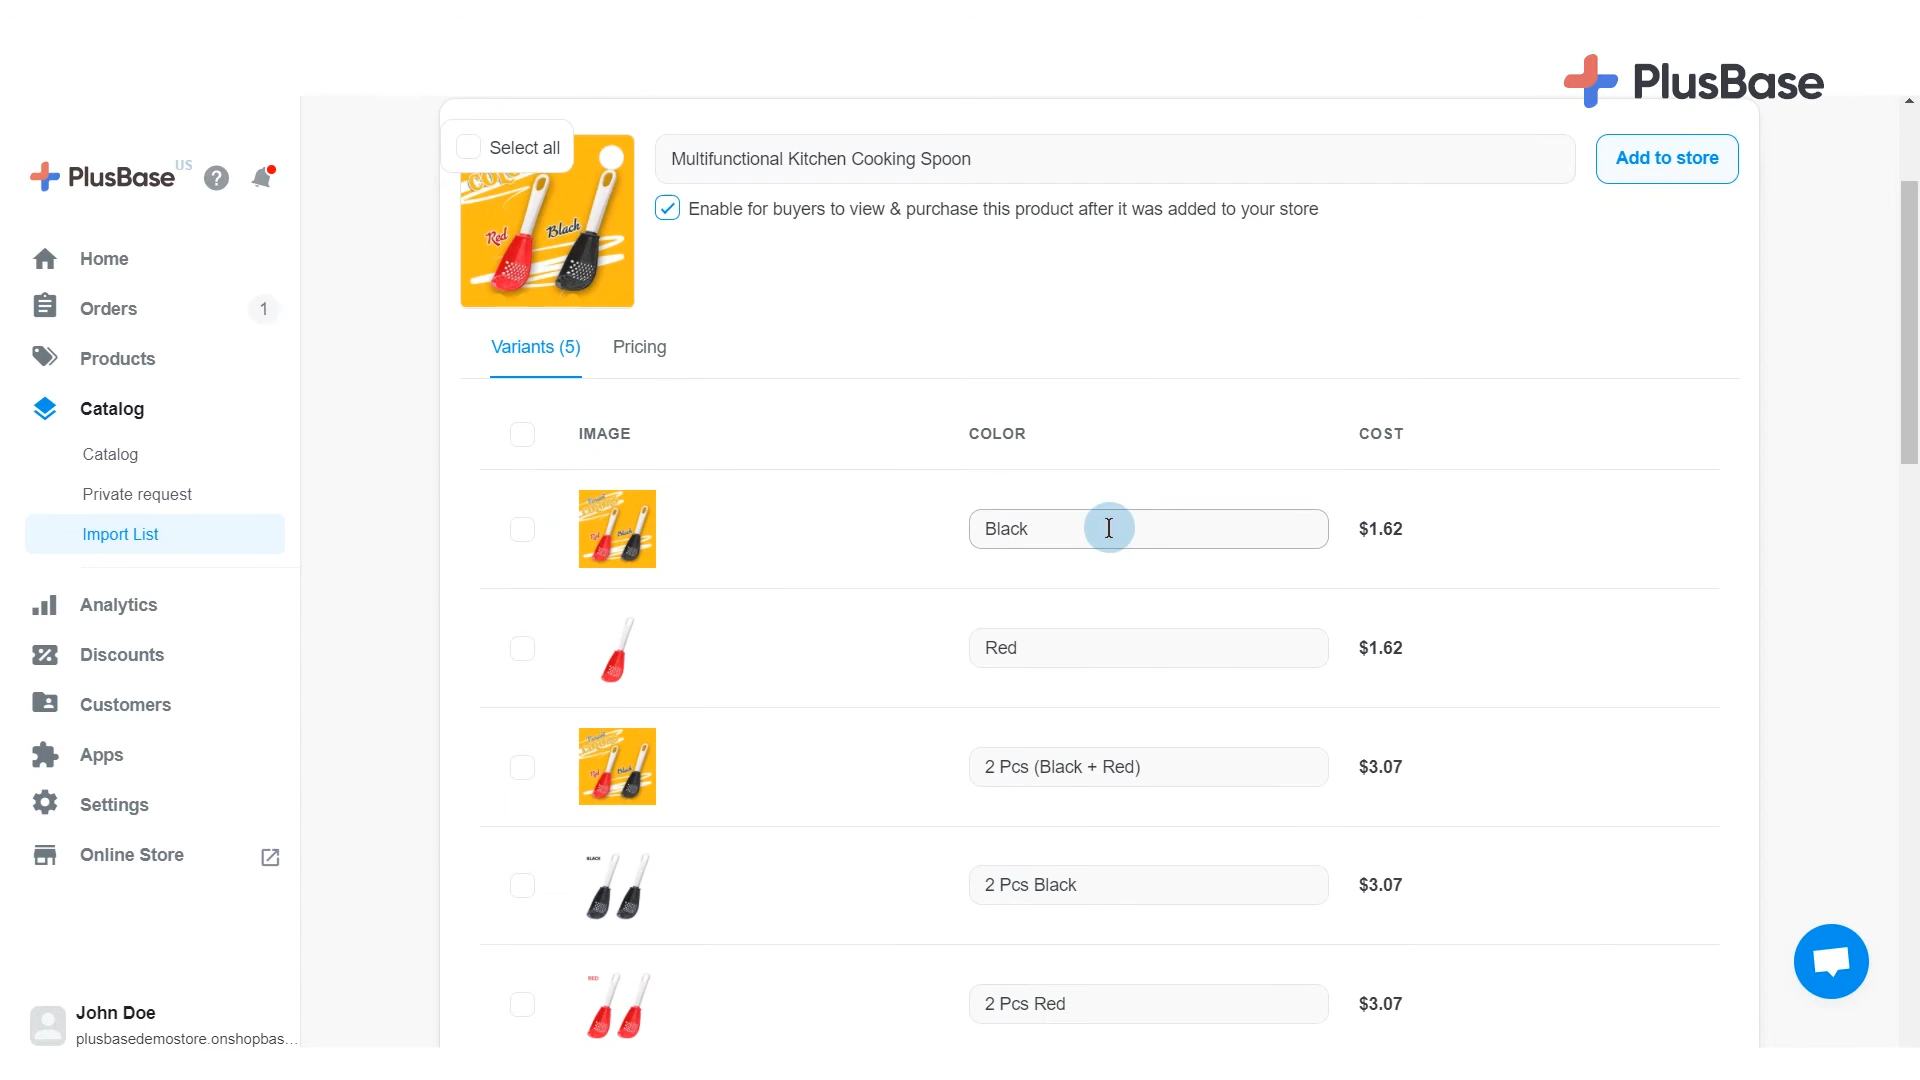 PlusBase
PlusBase US
Select all
Multifunctional Kitchen Cooking Spoon
Add to store
Enable for buyers to view & purchase this product after it was added to your store
Red
Black
Home
Orders 1
Products
Catalog
Catalog
Private request
Import List
Analytics
Discounts
Customers
Apps
Settings
Online Store
John Doe
plusbasedemostore.onshopbas...
Variants (5) Pricing
IMAGE COLOR COST
Black $1.62
Red $1.62
2 Pcs (Black + Red) $3.07
BLACK
2 Pcs Black $3.07
RED
2 Pcs Red $3.07